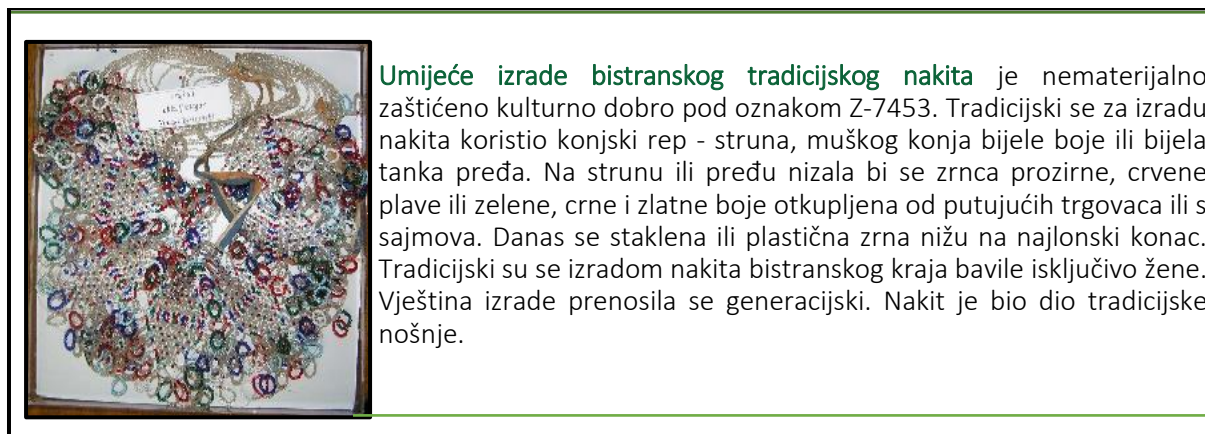 Umijeće izrade bistranskog tradicijskog nakita je nematerijalno
zaštićeno kulturno dobro pod oznakom Z-7453. Tradicijski se za izradu
nakita koristio konjski rep - struna, muškog konja bijele boje ili bijela
tanka pređa. Na strunu ili pređu nizala bi se zrnca prozirne, crvene
plave ili zelene, crne i zlatne boje otkupljena od putujućih trgovaca ili s
sajmova. Danas se staklena ili plastična zrna nižu na najlonski konac.
Tradicijski su se izradom nakita bistranskog kraja bavile isključivo žene.
Vještina izrade prenosila se generacijski. Nakit je bio dio tradicijske
nošnje.